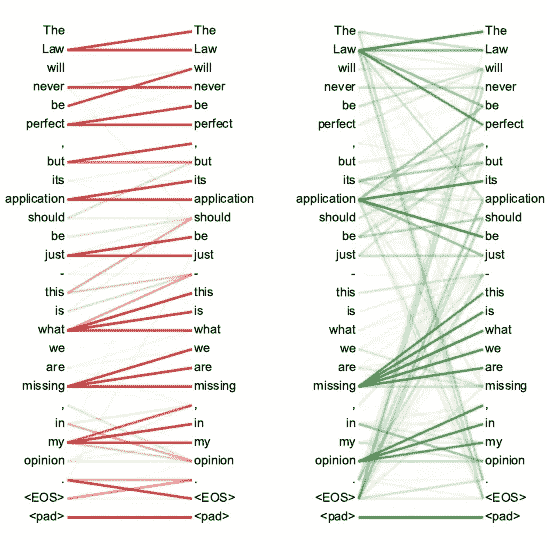 The The The The
Law Law Law Law
will will will will
never never never never
be be be be
perfect perfect perfect perfect
, , , ,
but but but but
its its its its
application application application application
should should should should
be be be be
just just just just
- - - -
this this this this
is is is is
what what what what
we we we we
are are are are
missing missing missing missing
, , , ,
in in in in
my my my my
opinion opinion opinion opinion
. . . .
<EOS> <EOS> <EOS> <EOS>
<pad> <pad> <pad> <pad>